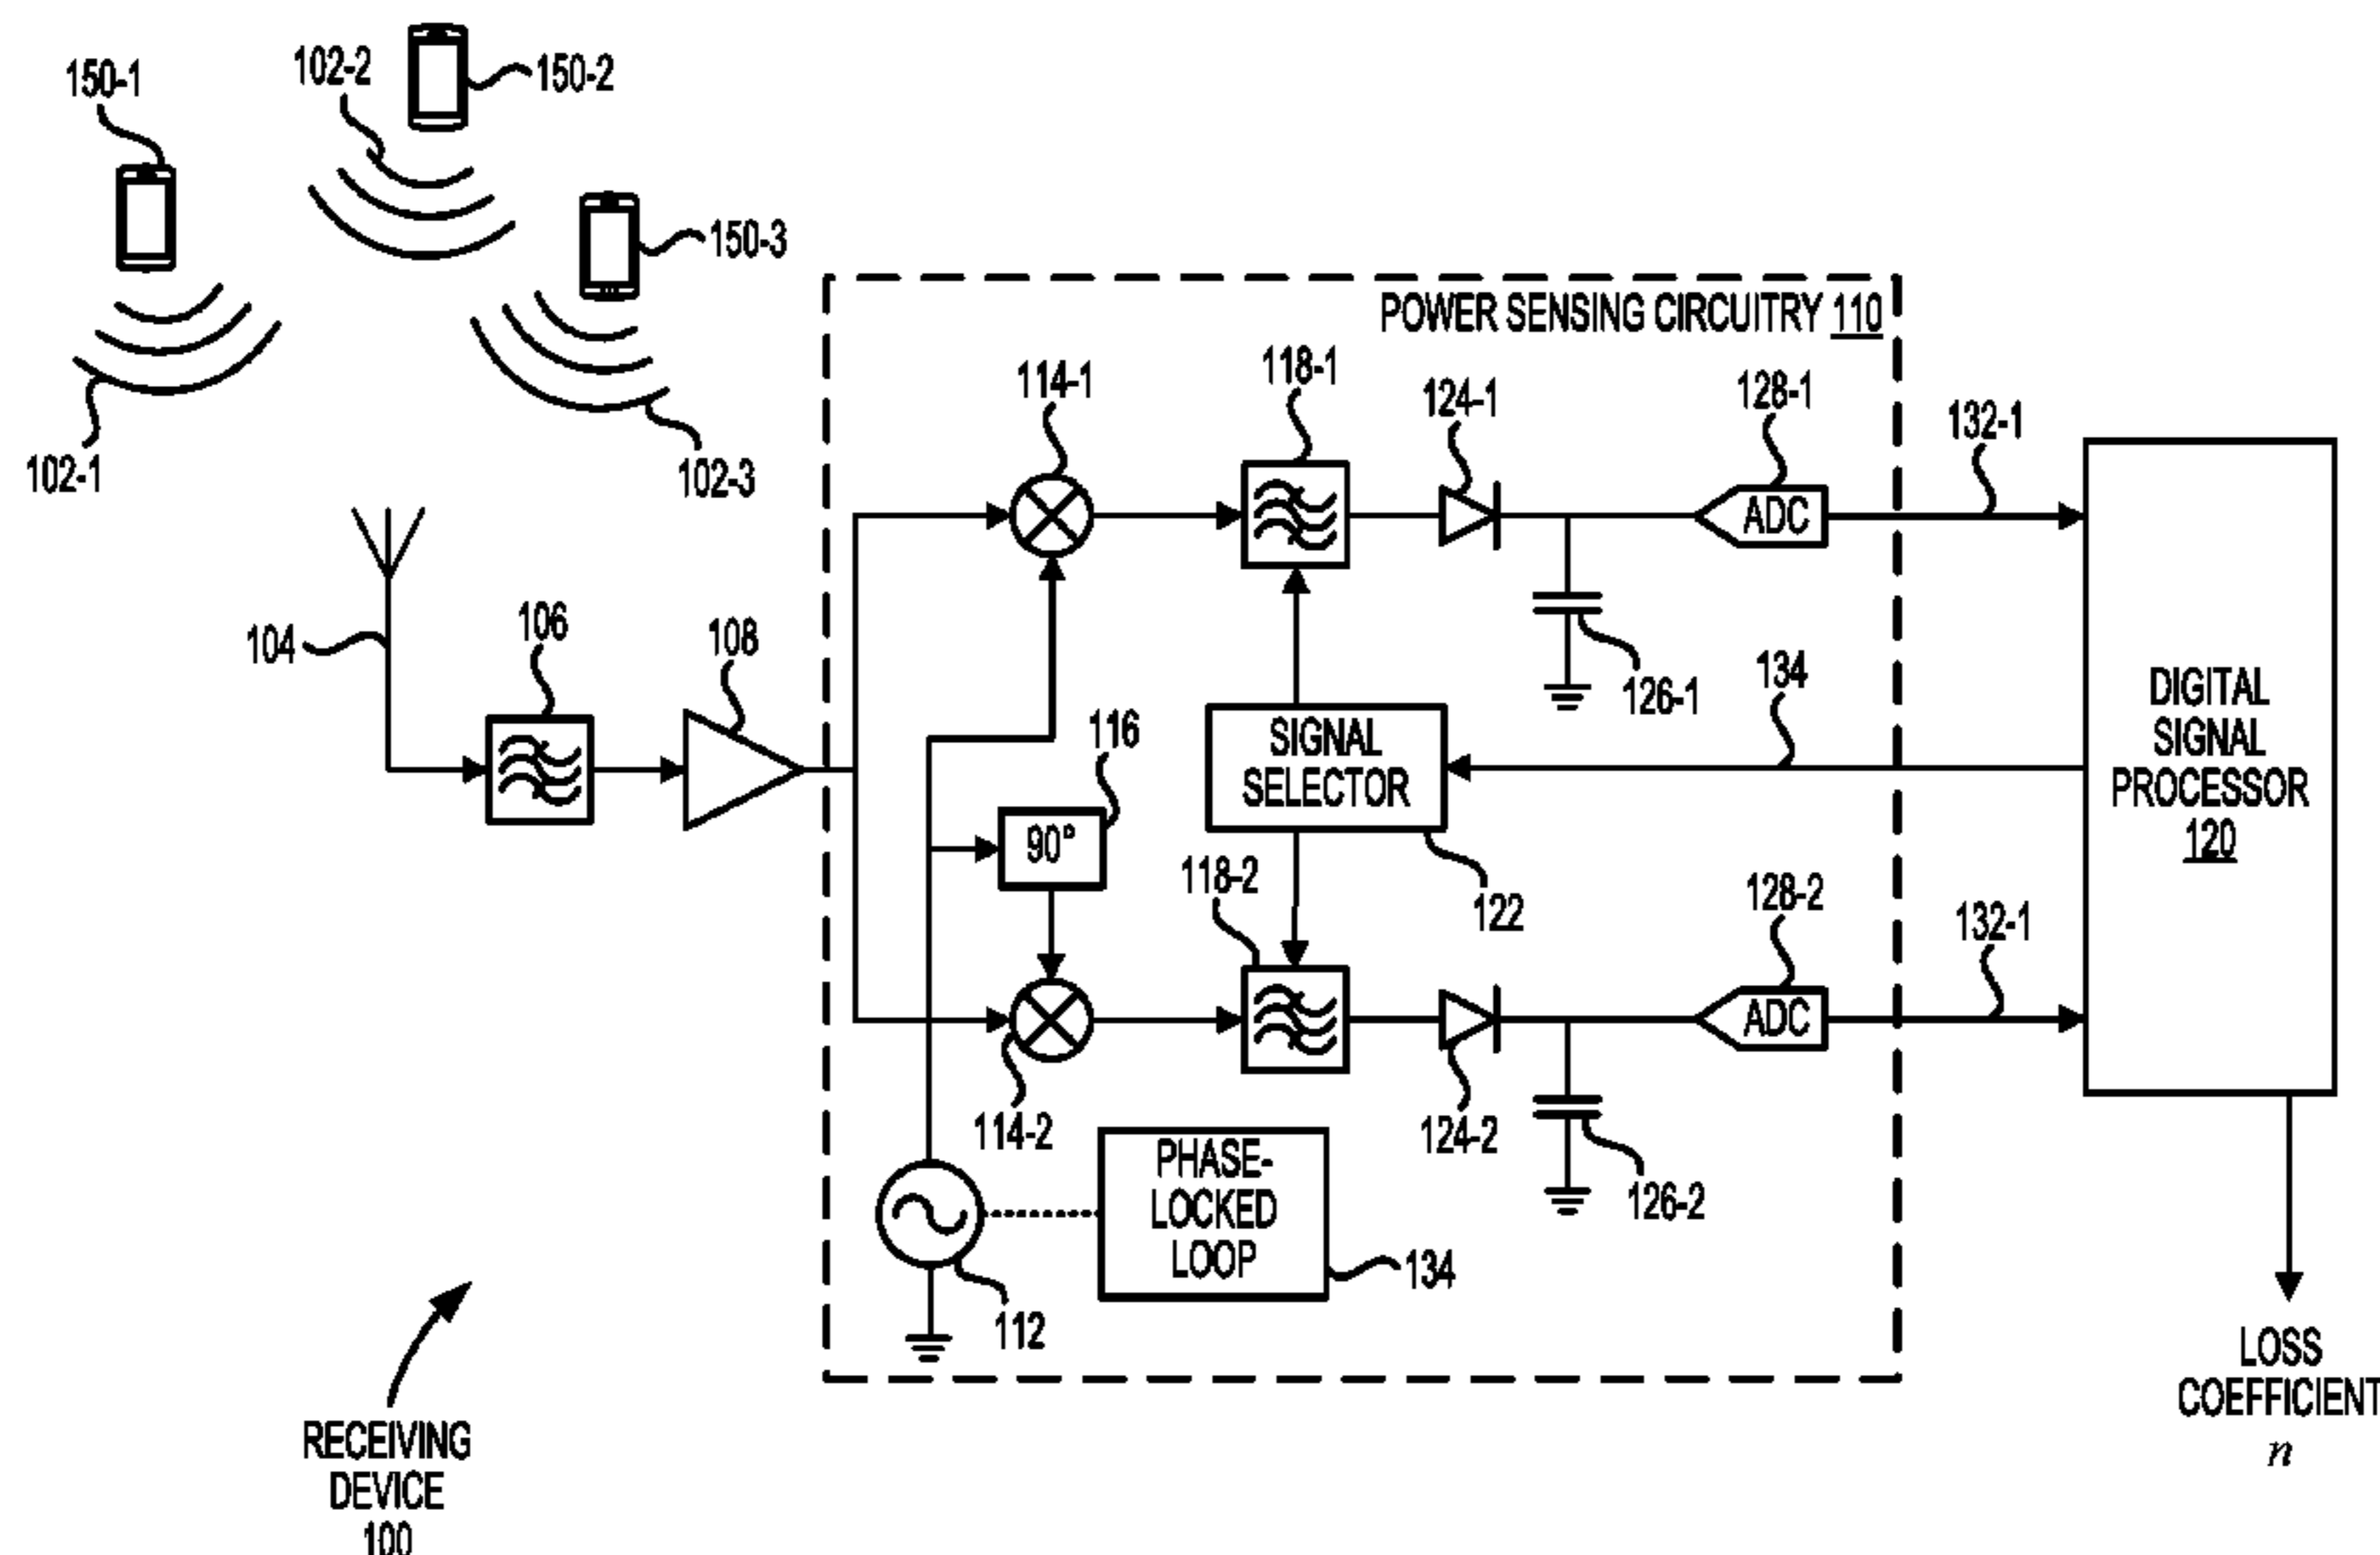 150-1
102-2
150-2
150-3
102-1
102-3
POWER SENSING CIRCUITRY 110
114-1
118-1
124-1
128-1
132-1
104
106
108
116
90°
SIGNAL
SELECTOR
122
126-1
134
DIGITAL
SIGNAL
PROCESSOR
120
ADC
118-2
128-2
132-1
ADC
114-2
124-2
126-2
PHASE-
LOCKED
LOOP
134
112
LOSS
COEFFICIENT
n
RECEIVING
DEVICE
100